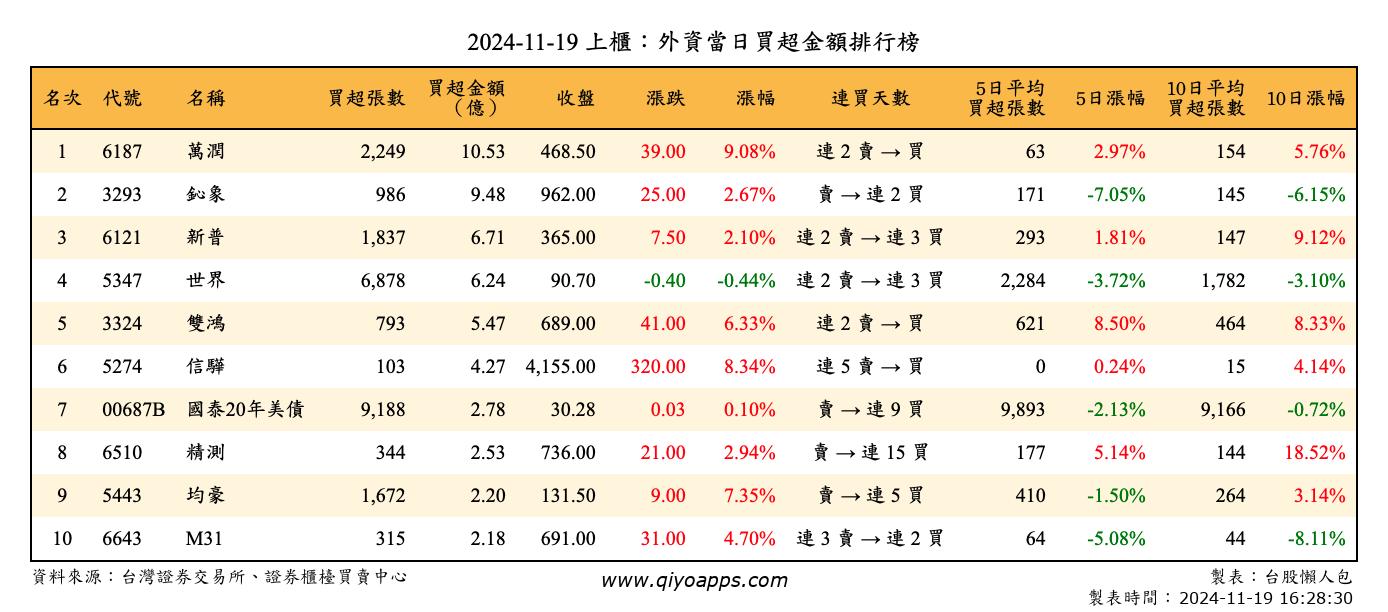 2024-11-19 上櫃：外資當日買超金額排行榜
名次 代號 名稱 買超張數 買超金額（億） 收盤 漲跌 漲幅 連買天數 5日平均買超張數 5日漲幅 10日平均買超張數 10日漲幅
1 6187 萬潤 2,249 10.53 468.50 39.00 9.08% 連 2 賣 → 買 63 2.97% 154 5.76%
2 3293 鈊象 986 9.48 962.00 25.00 2.67% 賣 → 連 2 買 171 -7.05% 145 -6.15%
3 6121 新普 1,837 6.71 365.00 7.50 2.10% 連 2 賣 → 連 3 買 293 1.81% 147 9.12%
4 5347 世界 6,878 6.24 90.70 -0.40 -0.44% 連 2 賣 → 連 3 買 2,284 -3.72% 1,782 -3.10%
5 3324 雙鴻 793 5.47 689.00 41.00 6.33% 連 2 賣 → 買 621 8.50% 464 8.33%
6 5274 信驊 103 4.27 4,155.00 320.00 8.34% 連 5 賣 → 買 0 0.24% 15 4.14%
7 00687B 國泰20年美債 9,188 2.78 30.28 0.03 0.10% 賣 → 連 9 買 9,893 -2.13% 9,166 -0.72%
8 6510 精測 344 2.53 736.00 21.00 2.94% 賣 → 連 15 買 177 5.14% 144 18.52%
9 5443 均豪 1,672 2.20 131.50 9.00 7.35% 賣 → 連 5 買 410 -1.50% 264 3.14%
10 6643 M31 315 2.18 691.00 31.00 4.70% 連 3 賣 → 連 2 買 64 -5.08% 44 -8.11%
資料來源：台灣證券交易所、證券櫃檯買賣中心 www.qiyoapps.com 製表：台股懶人包
製表時間：2024-11-19 16:28:30